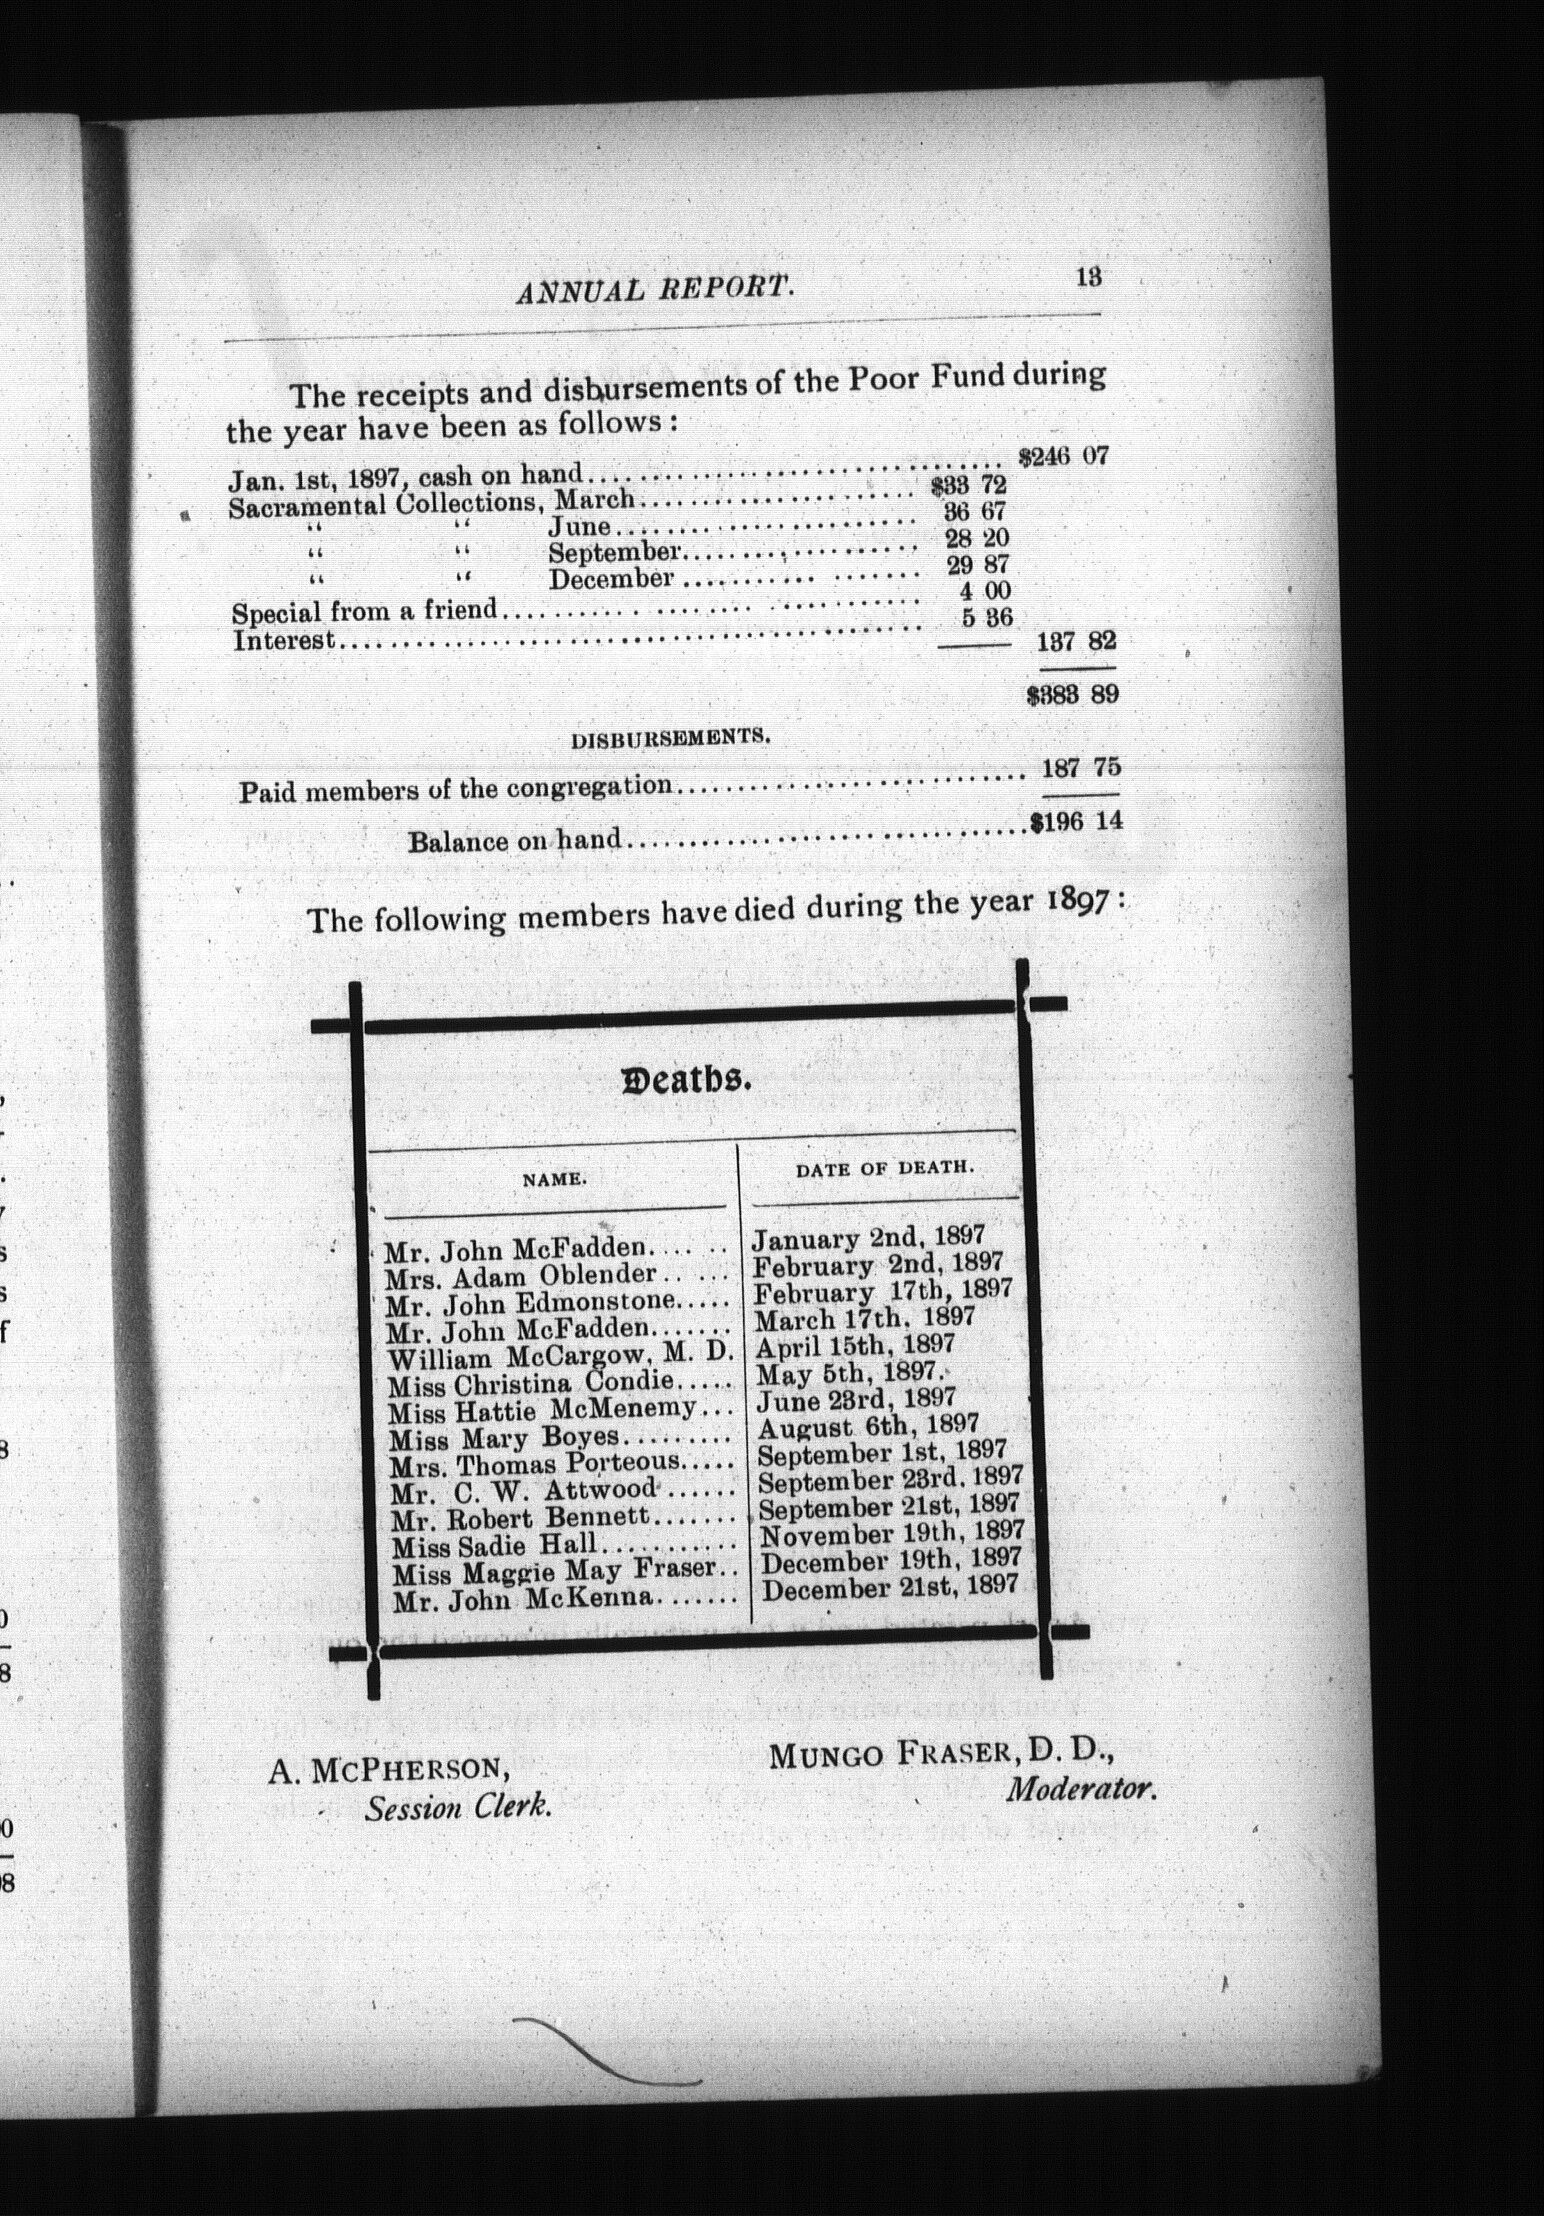 ANNUAL REPORT. 13
The receipts and disbursements of the Poor Fund during
the year have been as follows:
Jan. 1st, 1897, cash on hand.................................... $246 07
Sacramental Collections, March.................... $33 72
“ “ June........................ 36 67
“ “ September.................... 28 20
“ “ December .................... 29 87
Special from a friend................................ 4 00
Interest............................................ 5 36
137 82
$383 89
DISBURSEMENTS.
Paid members of the congregation.............................. 187 75
Balance on hand.................................. $196 14
The following members have died during the year 1897:
Deaths.
NAME. DATE OF DEATH.
Mr. John McFadden...... January 2nd, 1897
Mrs. Adam Oblender..... February 2nd, 1897
Mr. John Edmonstone..... February 17th, 1897
Mr. John McFadden....... March 17th. 1897
William McCargow, M. D. April 15th, 1897
Miss Christina Condie..... May 5th, 1897.
Miss Hattie McMenemy... June 23rd, 1897
Miss Mary Boyes......... August 6th, 1897
Mrs. Thomas Porteous..... September 1st, 1897
Mr. C. W. Attwood...... September 23rd. 1897
Mr. Robert Bennett....... September 21st, 1897
Miss Sadie Hall........... November 19th, 1897
Miss Maggie May Fraser.. December 19th, 1897
Mr. John McKenna....... December 21st, 1897
A. MCPHERSON, MUNGO FRASER, D. D.,
Session Clerk. Moderator.